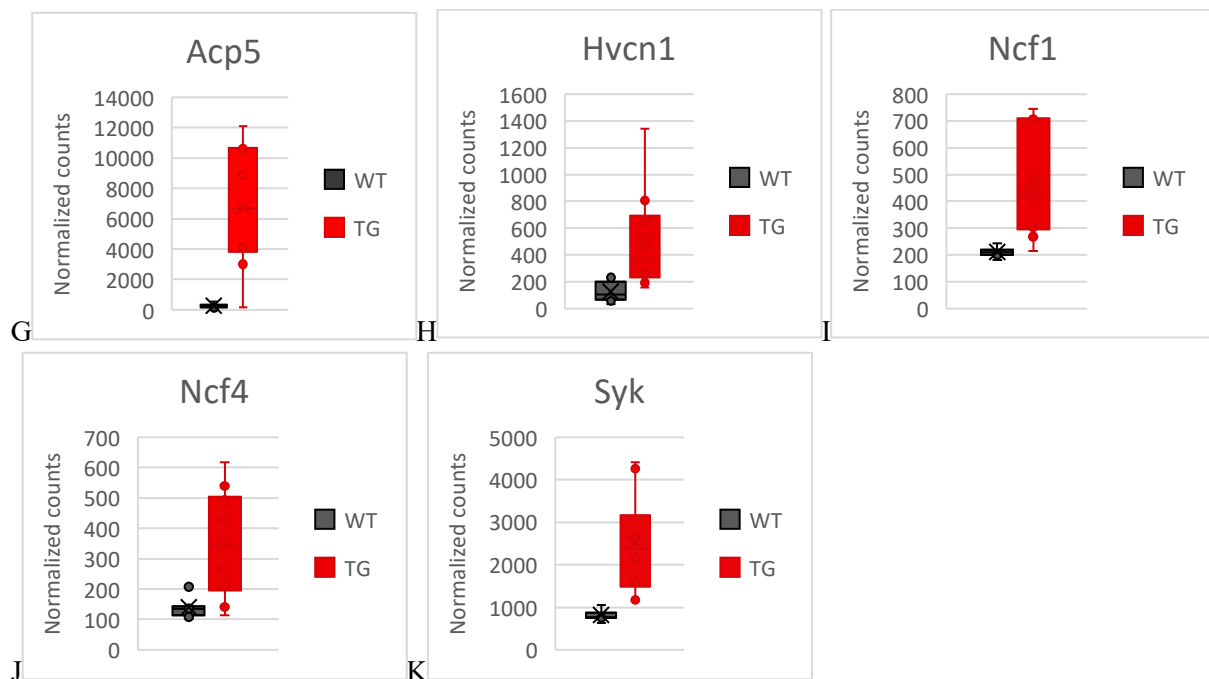 Acp5
Normalized counts
14000
12000
10000
8000
6000
4000
2000
0
WT
TG
G
Hvcn1
Normalized counts
1600
1400
1200
1000
800
600
400
200
0
WT
TG
H
Ncf1
Normalized counts
800
700
600
500
400
300
200
100
0
WT
TG
I
Ncf4
Normalized counts
700
600
500
400
300
200
100
0
WT
TG
J
Syk
Normalized counts
5000
4000
3000
2000
1000
0
WT
TG
K